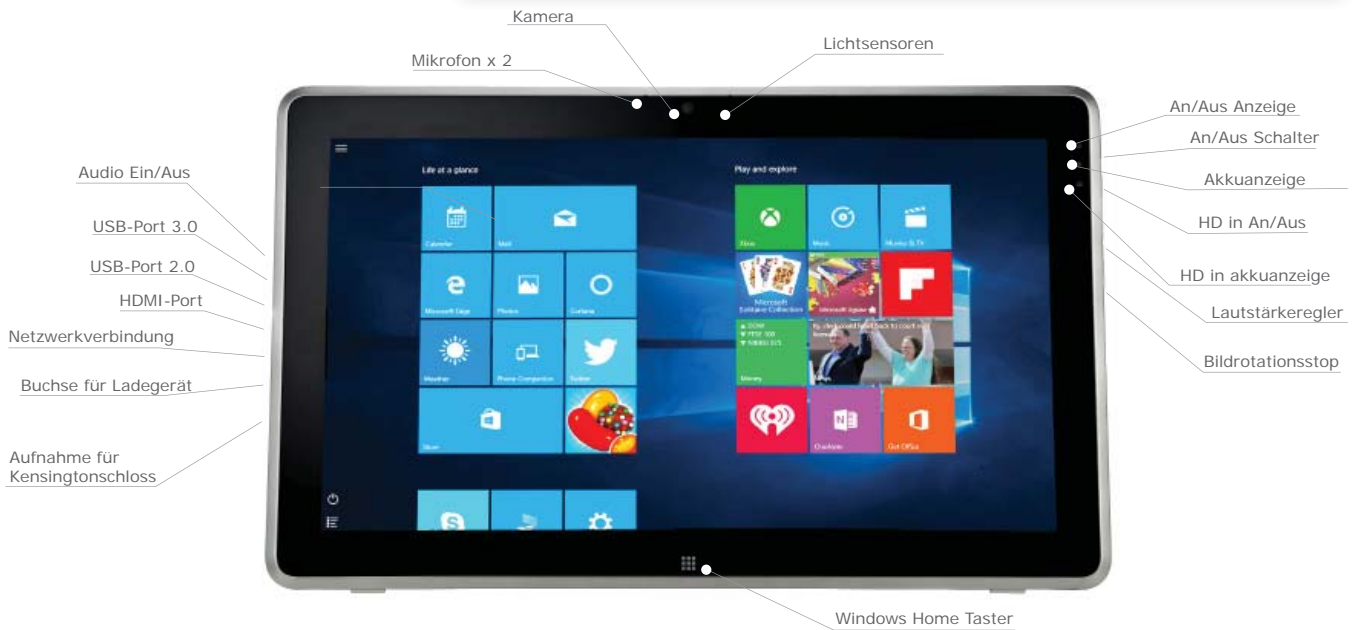 Kamera
Lichtsensoren
Mikrofon x 2
An/Aus Anzeige
An/Aus Schalter
Akkuanzeige
HD in An/Aus
HD in akkuanzeige
Lautstärkeregler
Bildrotationsstop
Audio Ein/Aus
USB-Port 3.0
USB-Port 2.0
HDMI-Port
Netzwerkverbindung
Buchse für Ladegerät
Aufnahme für
Kensingtonschloss
Windows Home Taster
Life at a glance
Calendar
Mail
Microsoft Edge
Photos
Cortana
Weather
Phone Companion
Twitter
Store
Play and explore
Xbox
Music
Movies & TV
Microsoft
Solitaire Collection
Microsoft Jigsaw
Money
News
OneNote
Get Office